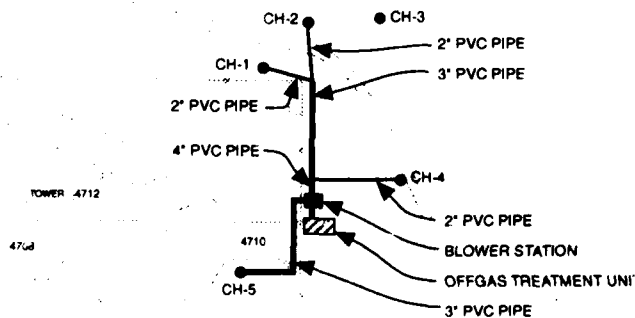 CH-2
CH-3
2" PVC PIPE
CH-1
3" PVC PIPE
2" PVC PIPE
4" PVC PIPE
CH-4
TOWER 4712
2" PVC PIPE
4710
BLOWER STATION
OFFGAS TREATMENT UNI
CH-5
3" PVC PIPE